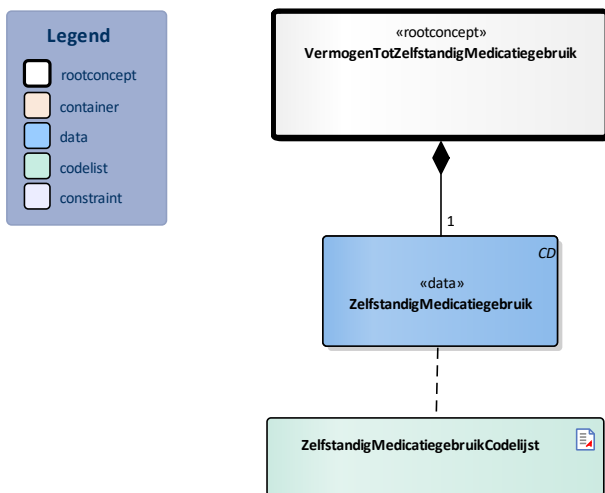 Legend
rootconcept
container
data
codelist
constraint
«rootconcept»
VermogenTotZelfstandigMedicatiegebruik
1
CD
«data»
ZelfstandigMedicatiegebruik
ZelfstandigMedicatiegebruikCodelijst